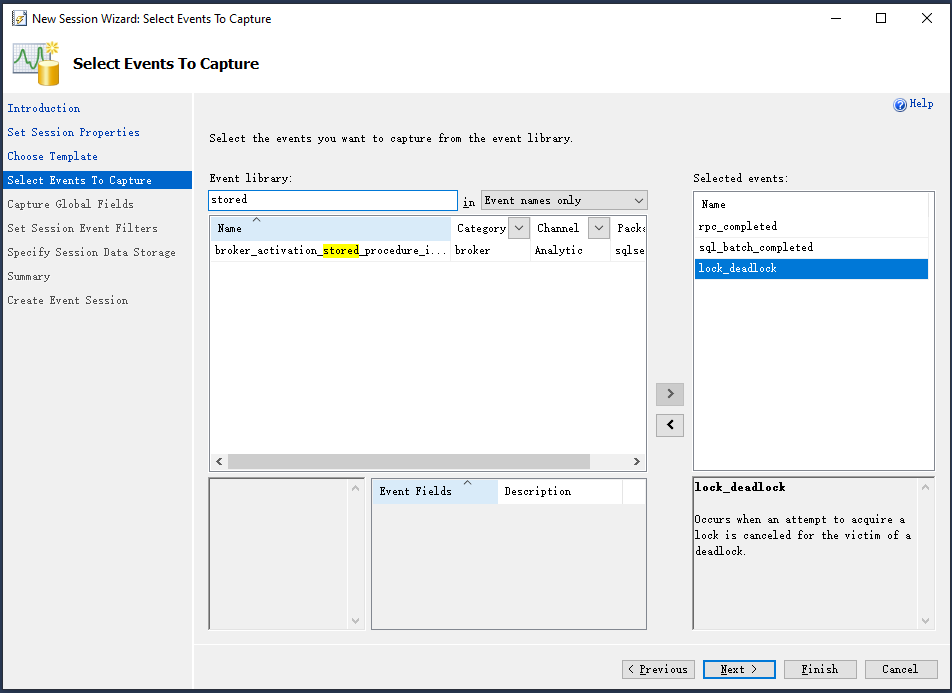 New Session Wizard: Select Events To Capture
Select Events To Capture
Introduction
Set Session Properties
Choose Template
Select Events To Capture
Capture Global Fields
Set Session Event Filters
Specify Session Data Storage
Summary
Create Event Session
Help
Select the events you want to capture from the event library.
Event library:
stored
in
Event names only
Name Category Channel Packa
broker_activation_stored_procedure_i... broker Analytic sqlse
Event Fields Description
Selected events:
Name
rpc_completed
sql_batch_completed
lock_deadlock
lock_deadlock
Occurs when an attempt to acquire a
lock is canceled for the victim of a
deadlock.
< Previous
Next >
Finish
Cancel